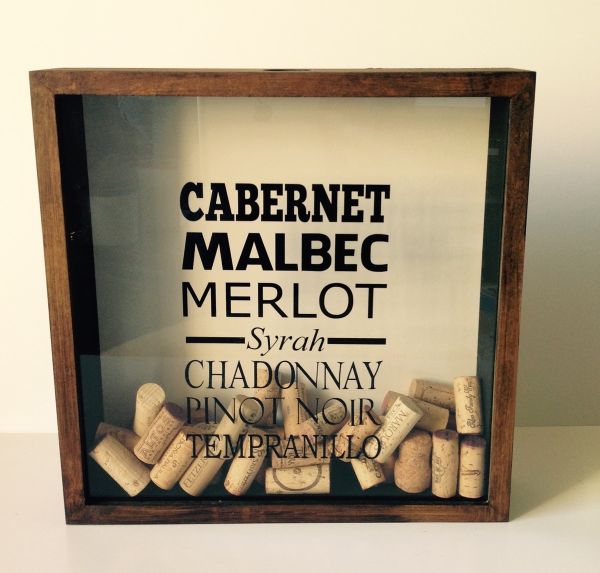 CABERNET
MALBEC
MERLOT
Syrah
CHADONNAY
PINOT NOIR
TEMPRANILLO